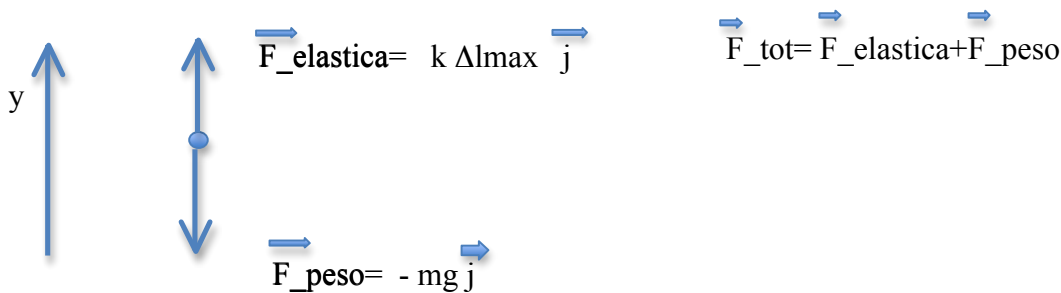 F_elastica= k Δlmax j
F_tot= F_elastica+F_peso
y
F_peso= - mg j